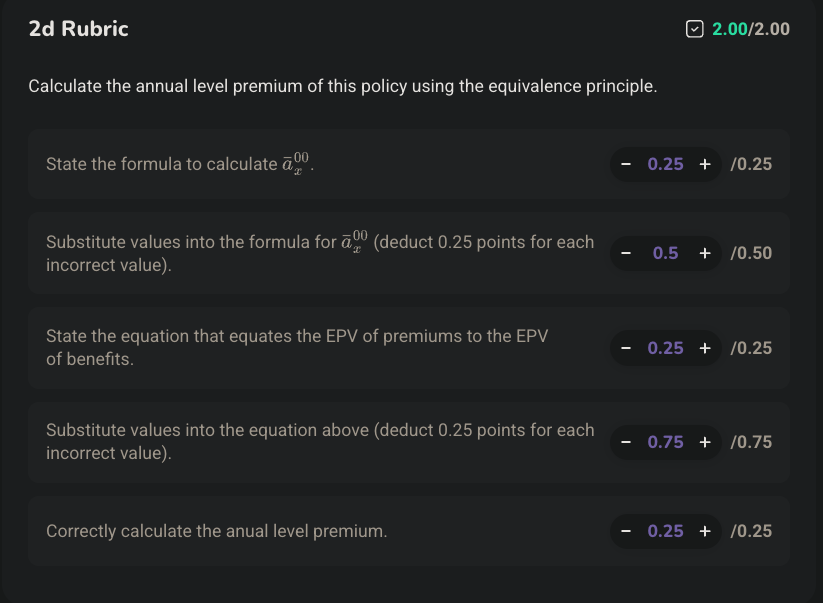 2d Rubric 2.00/2.00
Calculate the annual level premium of this policy using the equivalence principle.
State the formula to calculate ā_x^{00}. − 0.25 + /0.25
Substitute values into the formula for ā_x^{00} (deduct 0.25 points for each
incorrect value). − 0.5 + /0.50
State the equation that equates the EPV of premiums to the EPV
of benefits. − 0.25 + /0.25
Substitute values into the equation above (deduct 0.25 points for each
incorrect value). − 0.75 + /0.75
Correctly calculate the anual level premium. − 0.25 + /0.25